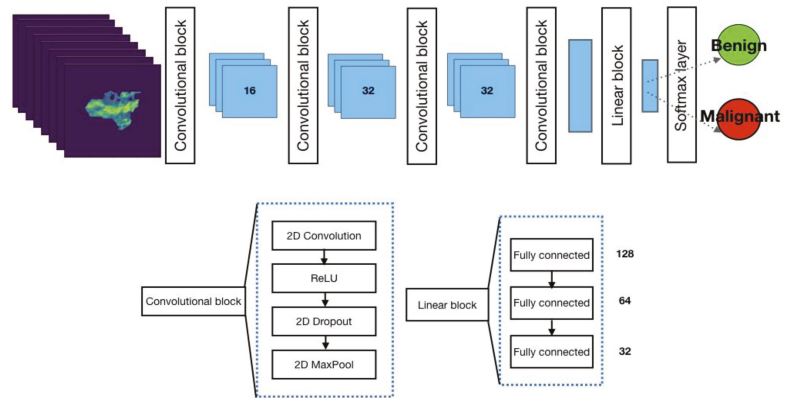 Convolutional block
16
Convolutional block
32
Convolutional block
32
Convolutional block
Linear block
Softmax layer
Benign
Malignant
Convolutional block
2D Convolution
ReLU
2D Dropout
2D MaxPool
Linear block
Fully connected 128
Fully connected 64
Fully connected 32